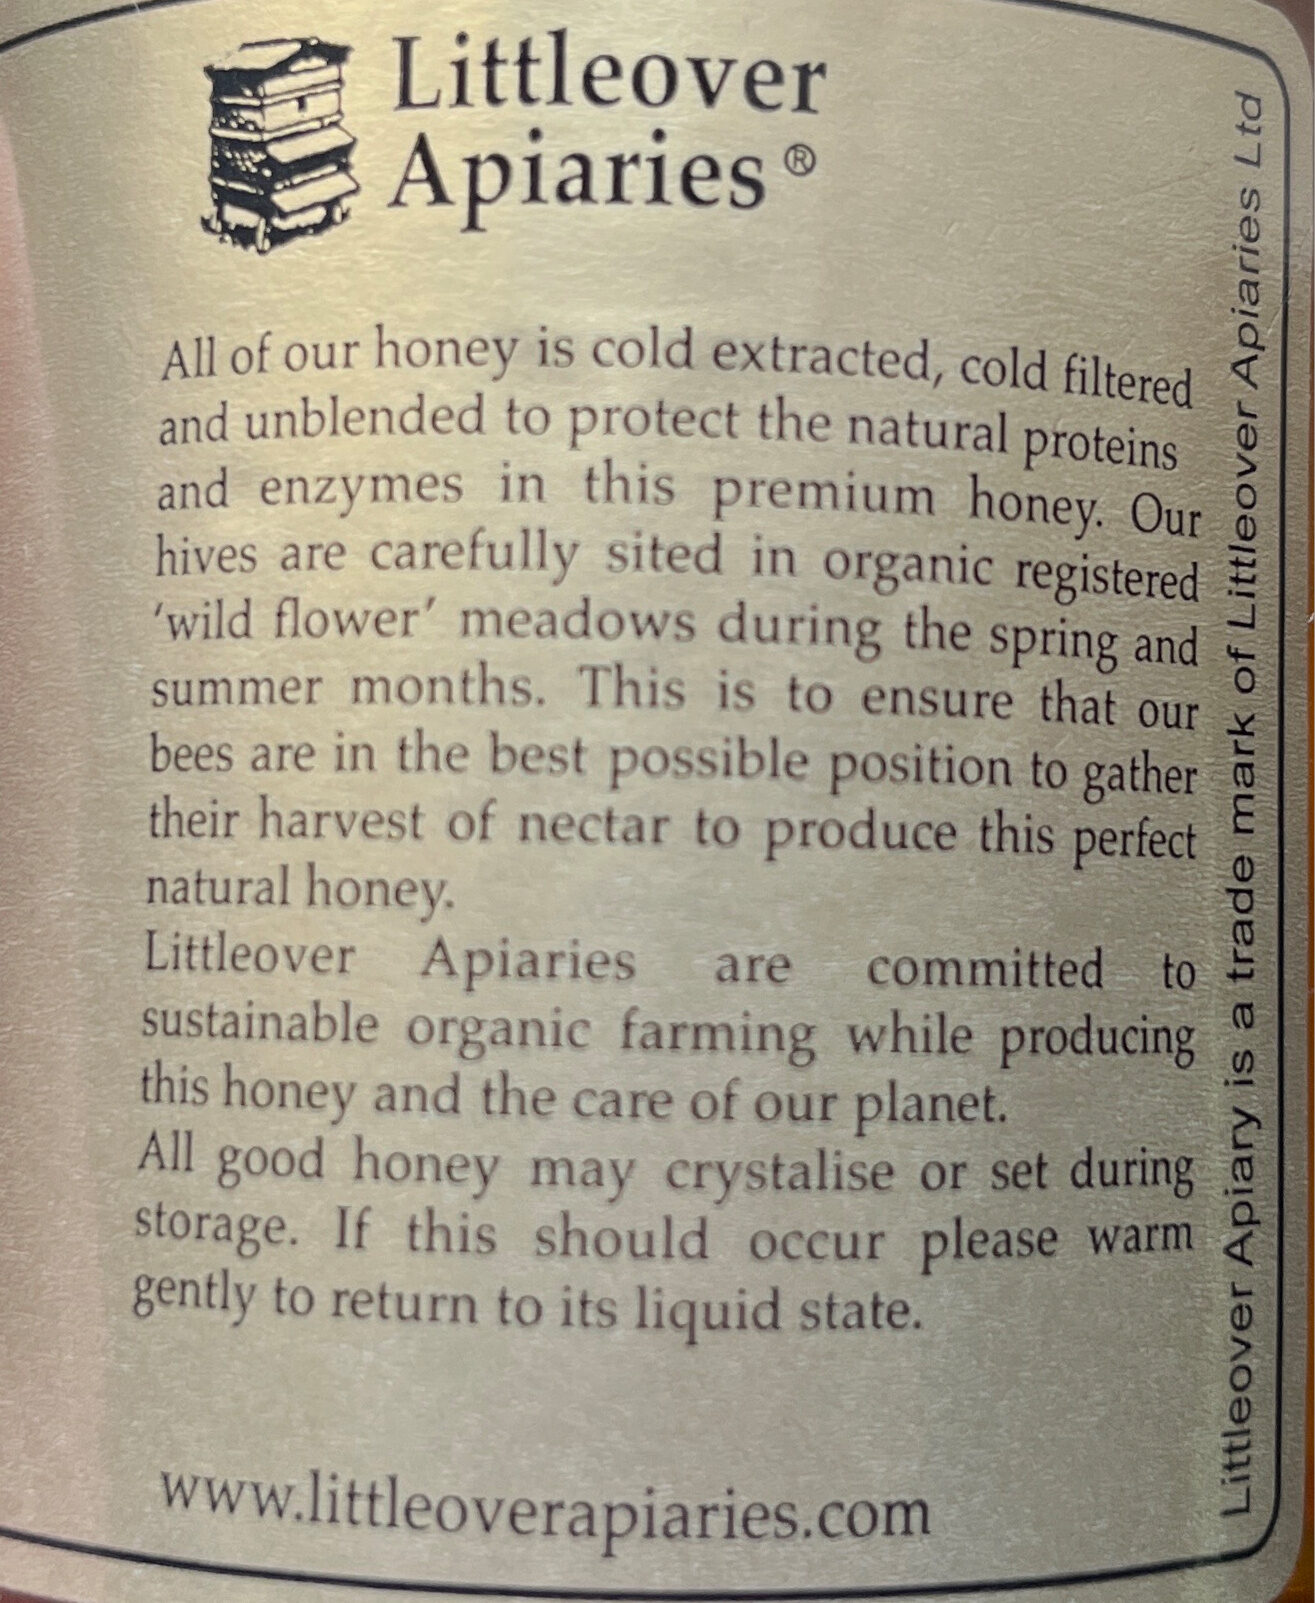 Littleover
Apiaries ®
All of our honey is cold extracted, cold filtered
and unblended to protect the natural proteins
and enzymes in this premium honey. Our
hives are carefully sited in organic registered
‘wild flower’ meadows during the spring and
summer months. This is to ensure that our
bees are in the best possible position to gather
their harvest of nectar to produce this perfect
natural honey.
Littleover Apiaries are committed to
sustainable organic farming while producing
this honey and the care of our planet.
All good honey may crystalise or set during
storage. If this should occur please warm
gently to return to its liquid state.
www.littleoverapiaries.com
Littleover Apiary is a trade mark of Littleover Apiaries Ltd